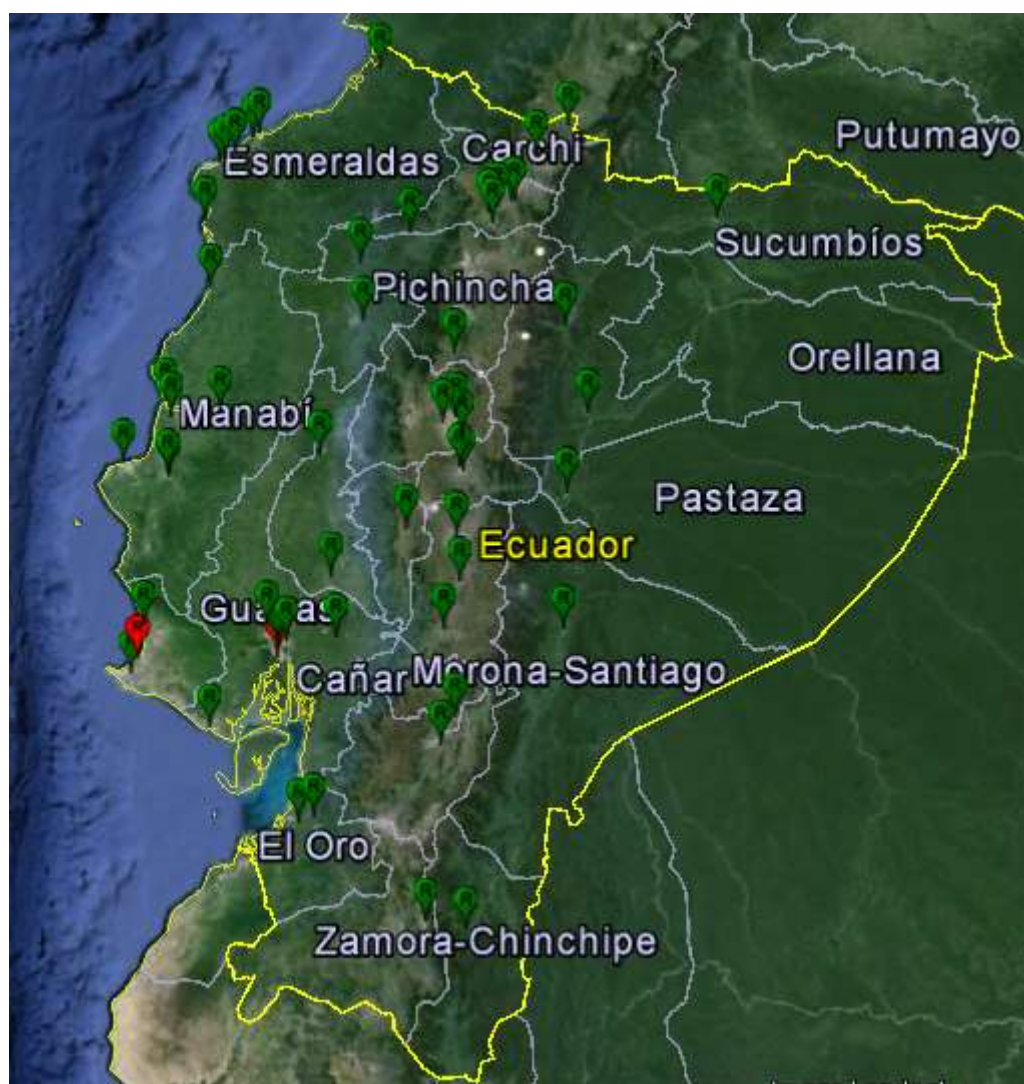 Putumayo
Carchi
Esmeraldas
Sucumbíos
Pichincha
Orellana
Manabí
Pastaza
Ecuador
Guayas
Morona-Santiago
Cañar
El Oro
Zamora-Chinchipe